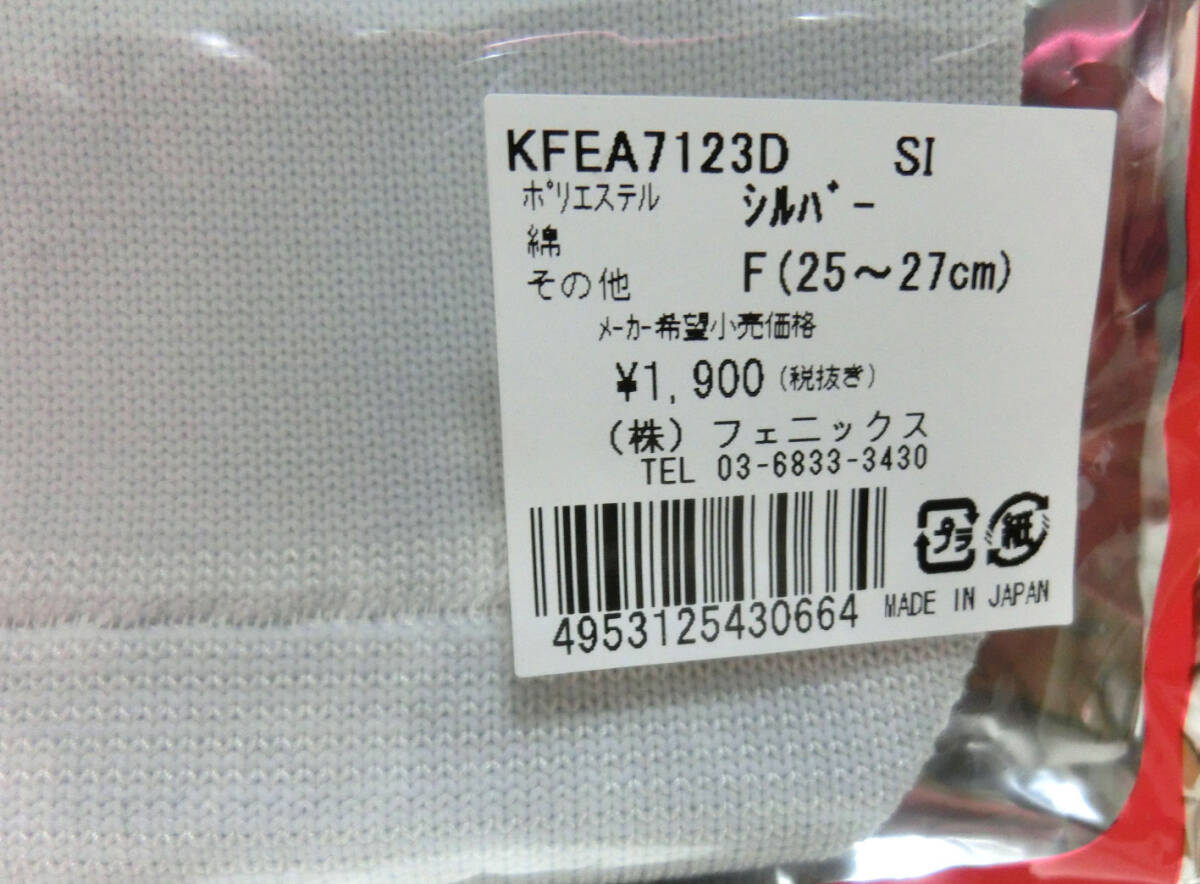 KFEA7123D SI
ポリエステル シルバー
綿
その他 F(25～27cm)
メーカー希望小売価格
¥1,900(税抜き)
(株)フェニックス
TEL 03-6833-3430
プラ 紙
4953125430664 MADE IN JAPAN